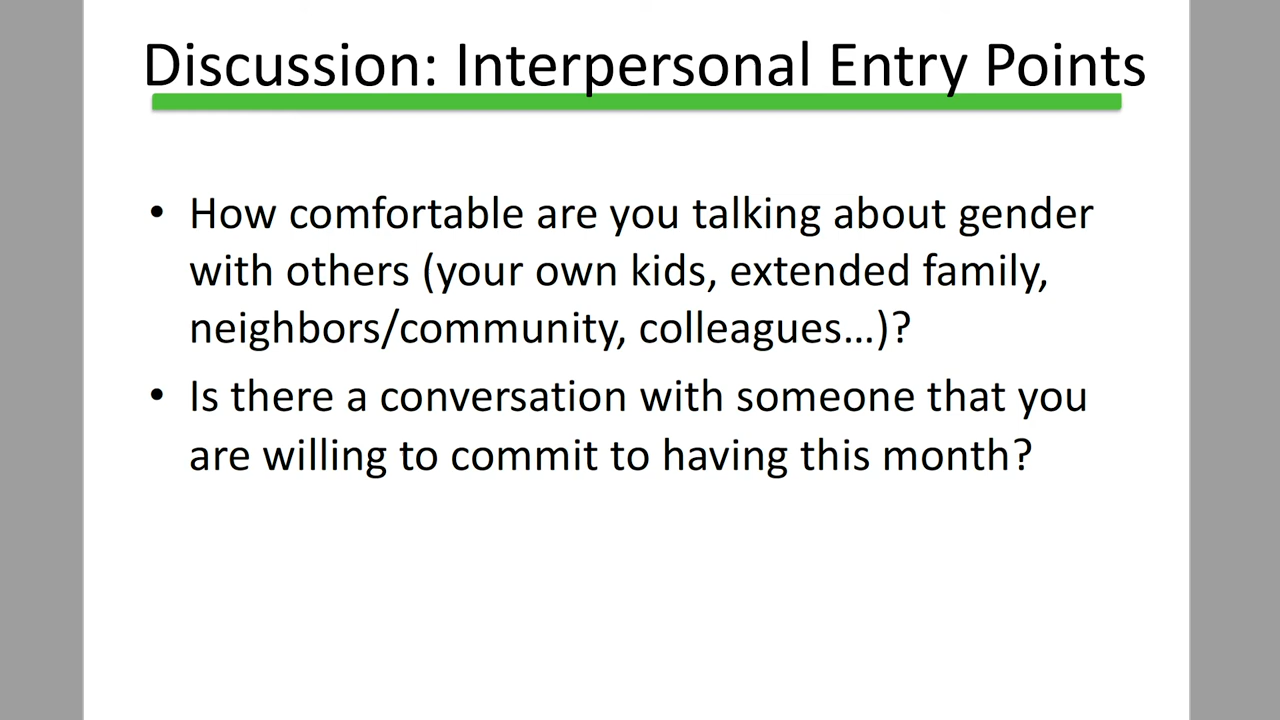 Discussion: Interpersonal Entry Points
• How comfortable are you talking about gender
with others (your own kids, extended family,
neighbors/community, colleagues…)?
• Is there a conversation with someone that you
are willing to commit to having this month?